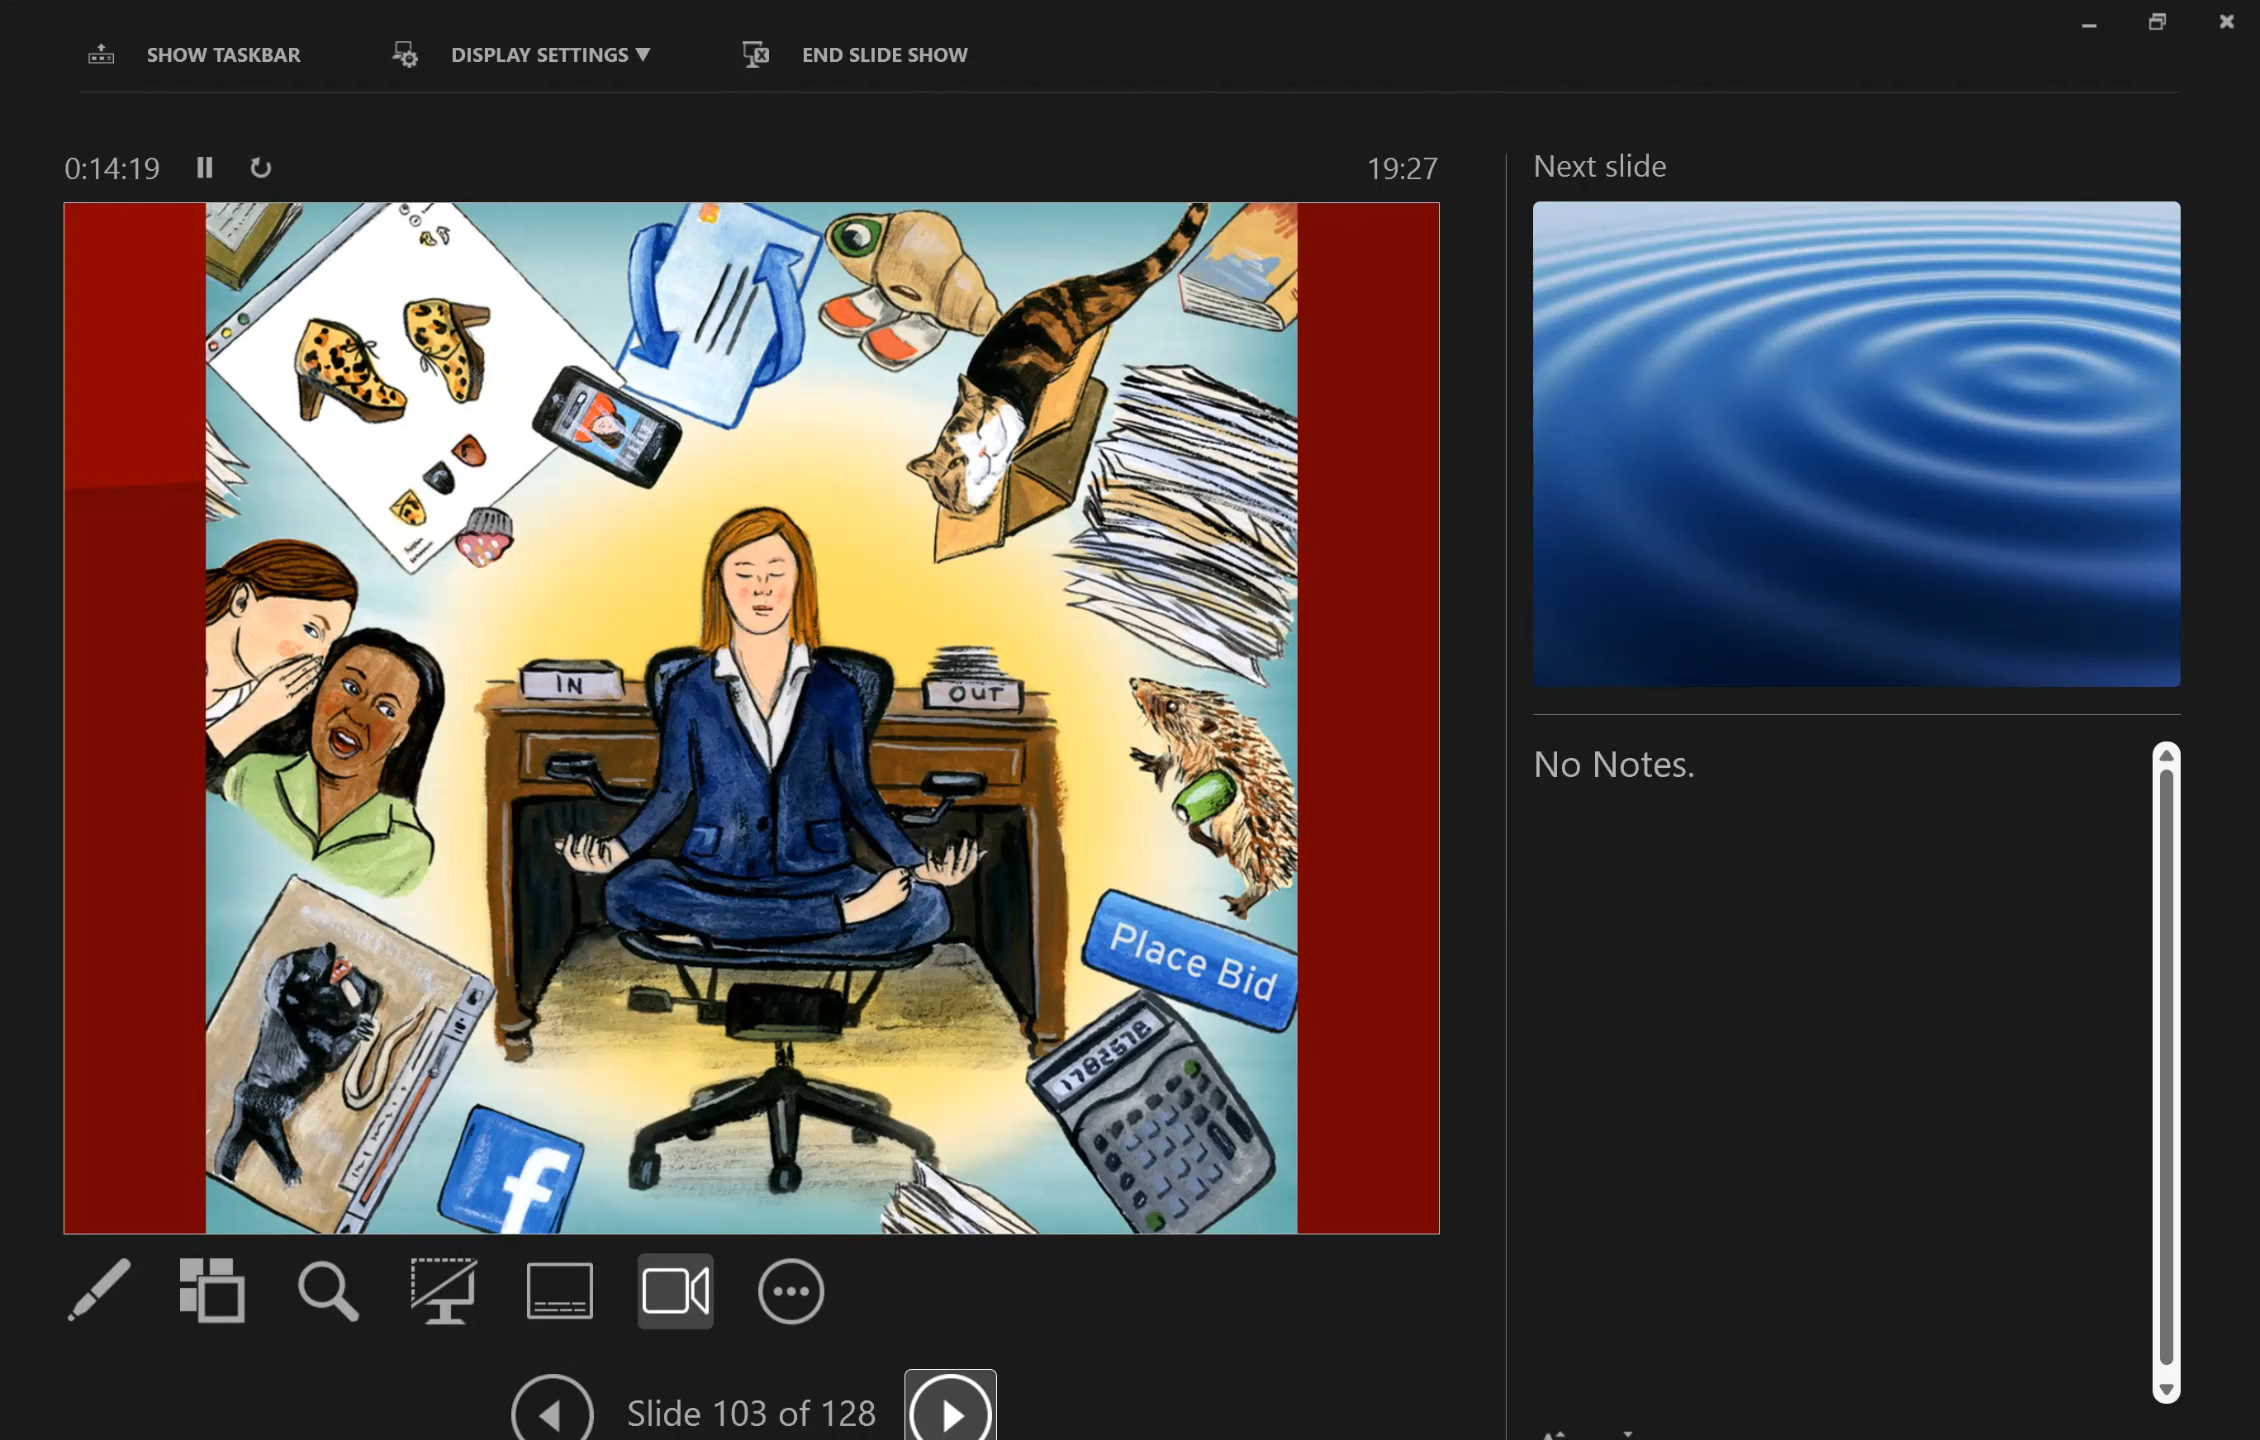 SHOW TASKBAR
DISPLAY SETTINGS ▼
END SLIDE SHOW
0:14:19
19:27
Next slide
IN
OUT
No Notes.
Place Bid
1782578
f
Slide 103 of 128